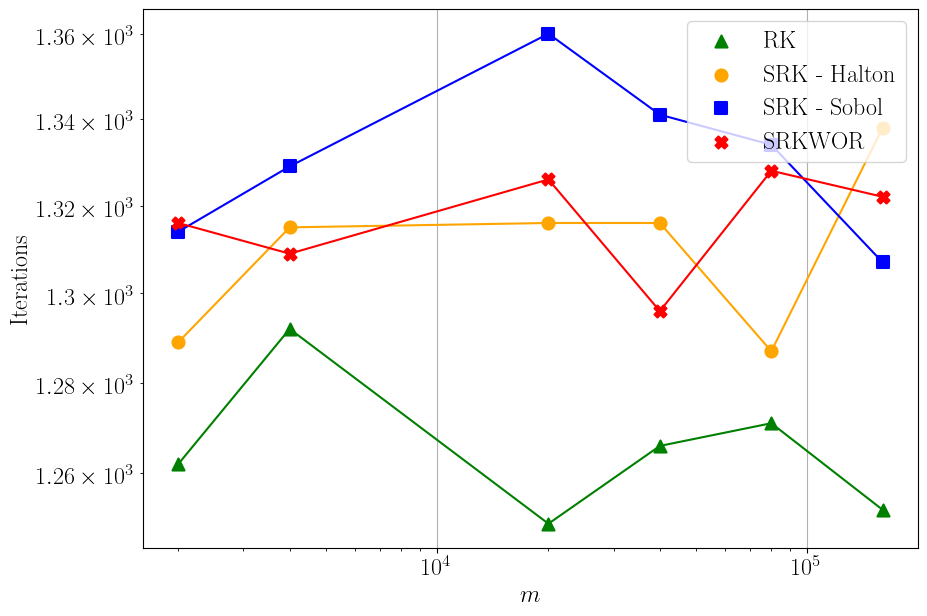 1.36 × 10³
1.34 × 10³
1.32 × 10³
1.3 × 10³
1.28 × 10³
1.26 × 10³
Iterations
RK
SRK - Halton
SRK - Sobol
SRKWOR
10⁴
10⁵
m